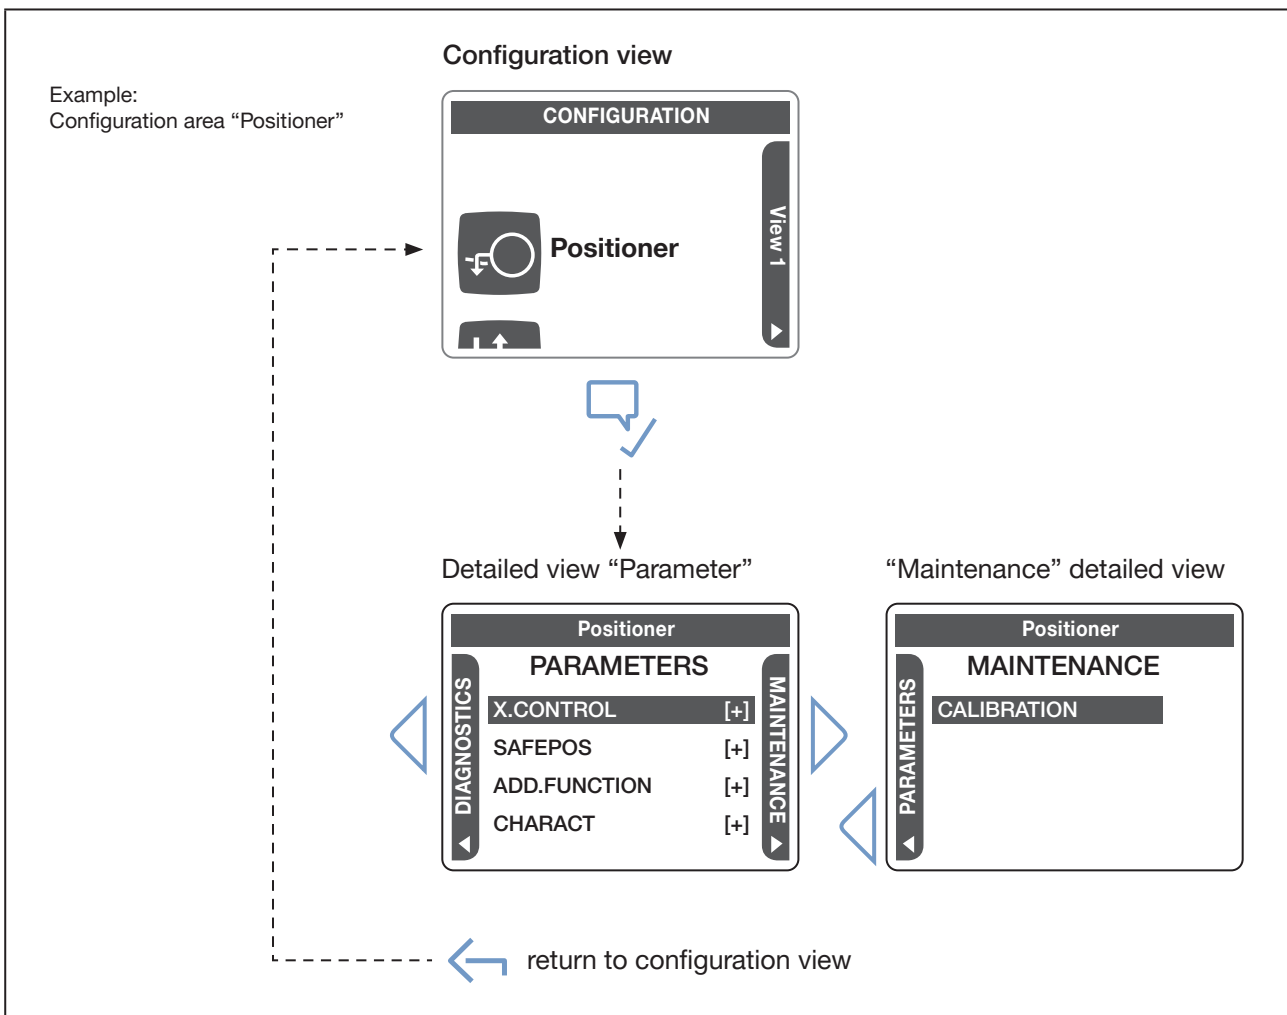 Configuration view
Example:
Configuration area “Positioner”
CONFIGURATION
Positioner
View 1
Detailed view “Parameter”
Positioner
PARAMETERS
DIAGNOSTICS
X.CONTROL [+]
SAFEPOS [+]
ADD.FUNCTION [+]
CHARACT [+]
MAINTENANCE
“Maintenance” detailed view
Positioner
MAINTENANCE
PARAMETERS
CALIBRATION
return to configuration view